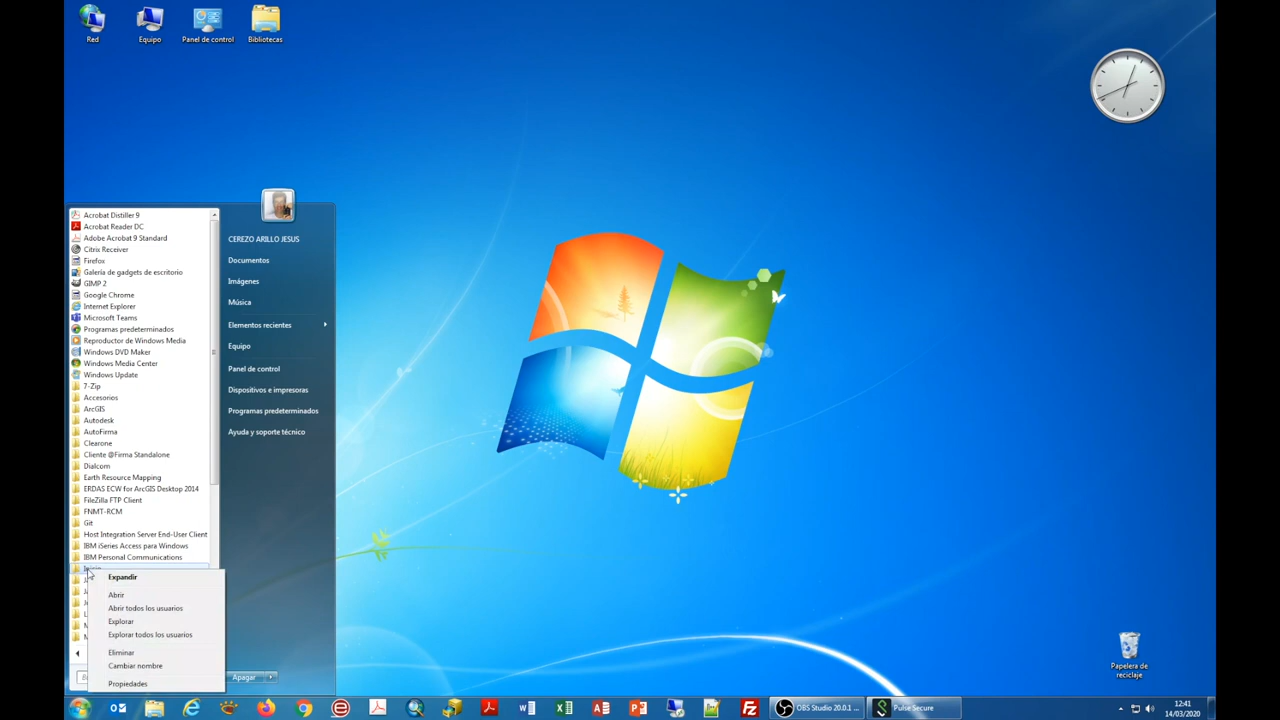 Red
Equipo
Panel de control
Bibliotecas
Acrobat Distiller 9
Acrobat Reader DC
Adobe Acrobat 9 Standard
Citrix Receiver
Firefox
Galería de gadgets de escritorio
GIMP 2
Google Chrome
Internet Explorer
Microsoft Teams
Programas predeterminados
Reproductor de Windows Media
Windows DVD Maker
Windows Media Center
Windows Update
7-Zip
Accesorios
ArcGIS
Autodesk
AutoFirma
Clearone
Cliente @Firma Standalone
Dialcom
Earth Resource Mapping
ERDAS ECW for ArcGIS Desktop 2014
FileZilla FTP Client
FNMT-RCM
Git
Host Integration Server End-User Client
IBM iSeries Access para Windows
IBM Personal Communications
Inicio
CEREZO ARILLO JESUS
Documentos
Imágenes
Música
Elementos recientes
Equipo
Panel de control
Dispositivos e impresoras
Programas predeterminados
Ayuda y soporte técnico
Expandir
Abrir
Abrir todos los usuarios
Explorar
Explorar todos los usuarios
Eliminar
Cambiar nombre
Propiedades
Apagar
Papelera de
reciclaje
OBS Studio 20.0.1 ...
Pulse Secure
12:41
14/03/2020